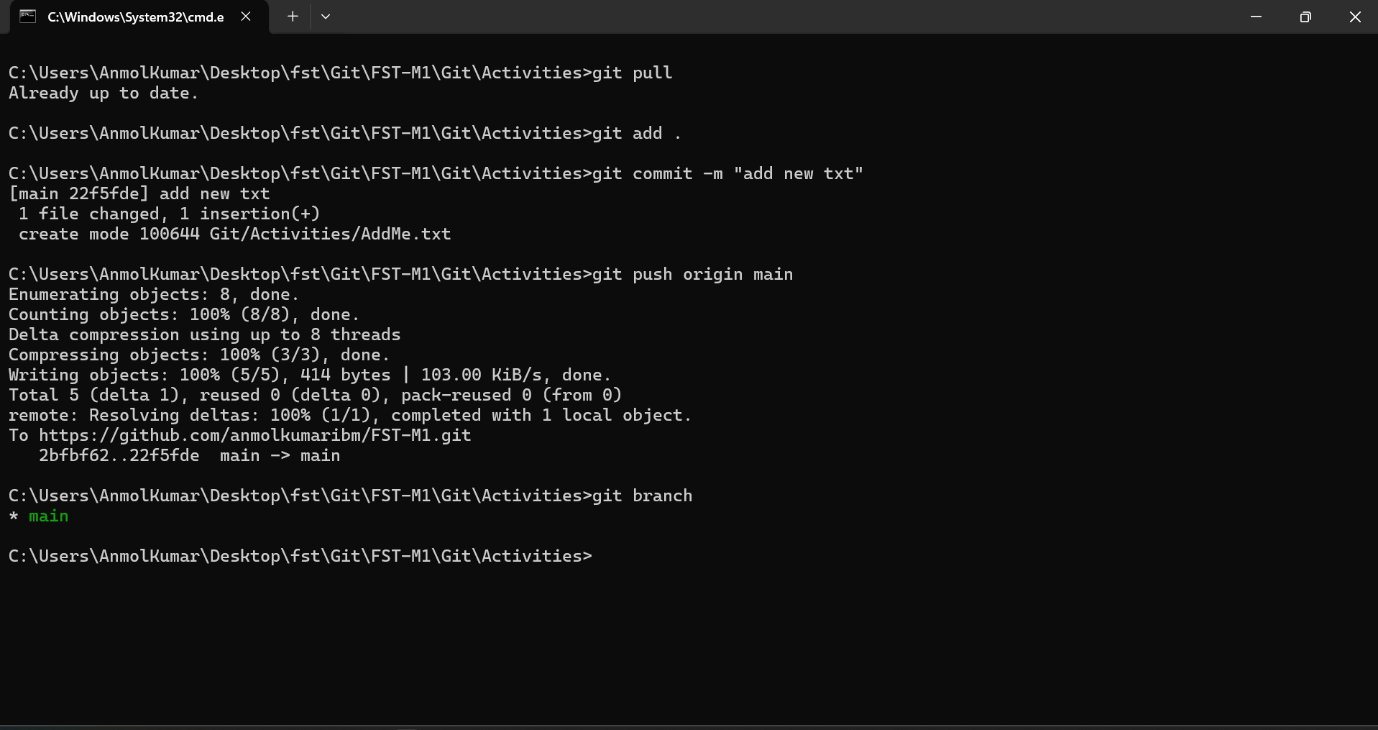 C:\Windows\System32\cmd.e
C:\Users\AnmolKumar\Desktop\fst\Git\FST-M1\Git\Activities>git pull
Already up to date.
C:\Users\AnmolKumar\Desktop\fst\Git\FST-M1\Git\Activities>git add .
C:\Users\AnmolKumar\Desktop\fst\Git\FST-M1\Git\Activities>git commit -m "add new txt"
[main 22f5fde] add new txt
 1 file changed, 1 insertion(+)
 create mode 100644 Git/Activities/AddMe.txt
C:\Users\AnmolKumar\Desktop\fst\Git\FST-M1\Git\Activities>git push origin main
Enumerating objects: 8, done.
Counting objects: 100% (8/8), done.
Delta compression using up to 8 threads
Compressing objects: 100% (3/3), done.
Writing objects: 100% (5/5), 414 bytes | 103.00 KiB/s, done.
Total 5 (delta 1), reused 0 (delta 0), pack-reused 0 (from 0)
remote: Resolving deltas: 100% (1/1), completed with 1 local object.
To https://github.com/anmolkumaribm/FST-M1.git
   2bfbf62..22f5fde  main -> main
C:\Users\AnmolKumar\Desktop\fst\Git\FST-M1\Git\Activities>git branch
* main
C:\Users\AnmolKumar\Desktop\fst\Git\FST-M1\Git\Activities>